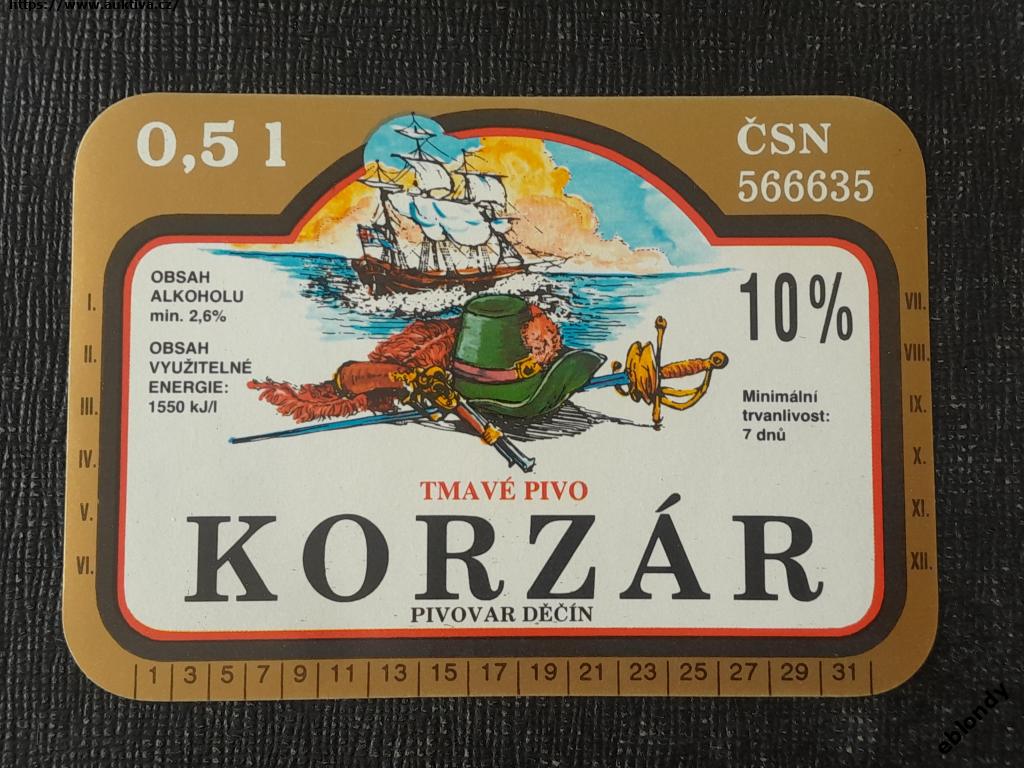 https://www.auktiva.cz/
0,5 l
ČSN
566635
OBSAH
ALKOHOLU
min. 2,6%
OBSAH
VYUŽITELNÉ
ENERGIE:
1550 kJ/l
10%
Minimální
trvanlivost:
7 dnů
I.
II.
III.
IV.
V.
VI.
VII.
VIII.
IX.
X.
XI.
XII.
TMAVÉ PIVO
KORZÁR
PIVOVAR DĚČÍN
1 3 5 7 9 11 13 15 17 19 21 23 25 27 29 31
eblondy